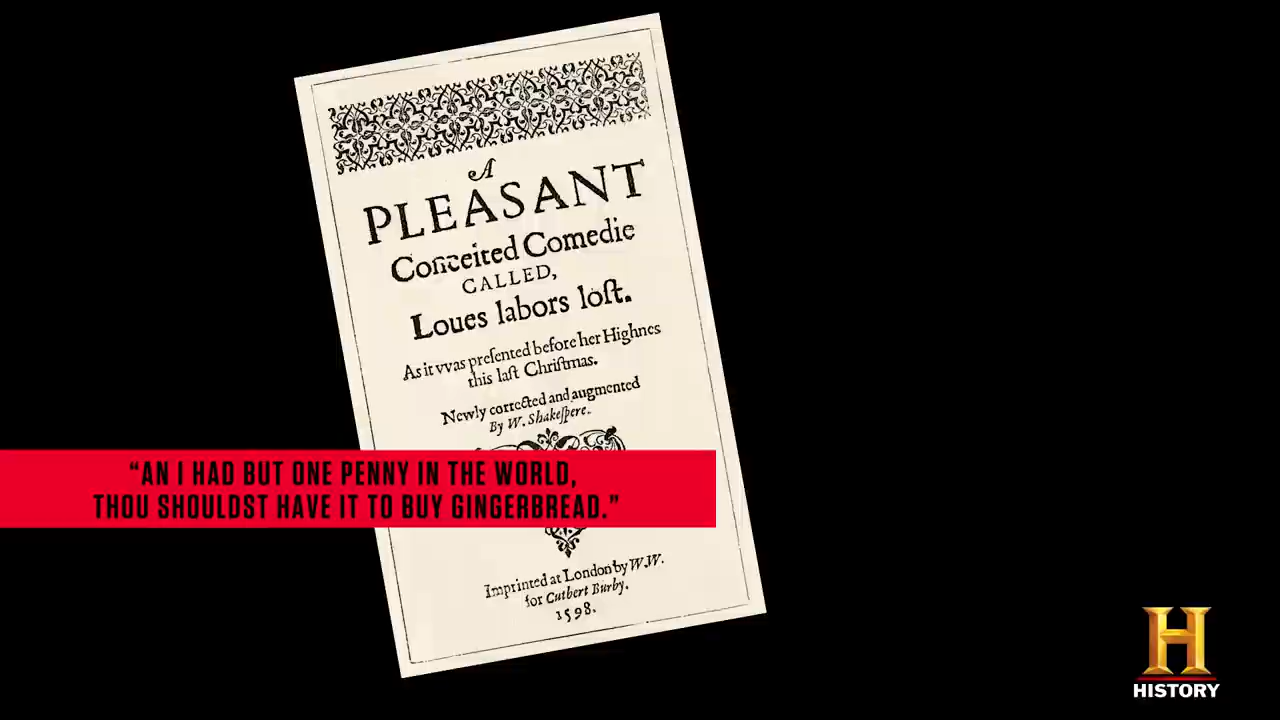 A
PLEASANT
Conceited Comedie
CALLED,
Loues labors loſt.
As it vvas preſented before her Highnes
this laſt Chriſtmas.
Newly corrected and augmented
By W. Shakeſpere.
“AN I HAD BUT ONE PENNY IN THE WORLD,
THOU SHOULDST HAVE IT TO BUY GINGERBREAD.”
Imprinted at London by W.W.
for Cutbert Burby.
1598.
H
HISTORY